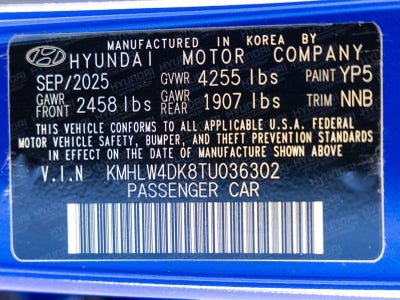 MANUFACTURED IN KOREA BY
HYUNDAI MOTOR COMPANY
SEP/2025 GVWR 4255 lbs PAINT YP5
GAWR FRONT 2458 lbs GAWR REAR 1907 lbs TRIM NNB
THIS VEHICLE CONFORMS TO ALL APPLICABLE U.S.A. FEDERAL
MOTOR VEHICLE SAFETY, BUMPER, AND THEFT PREVENTION STANDARDS
IN EFFECT ON THE DATE OF MANUFACTURE SHOWN ABOVE.
V.I.N KMHLW4DK8TU036302
PASSENGER CAR